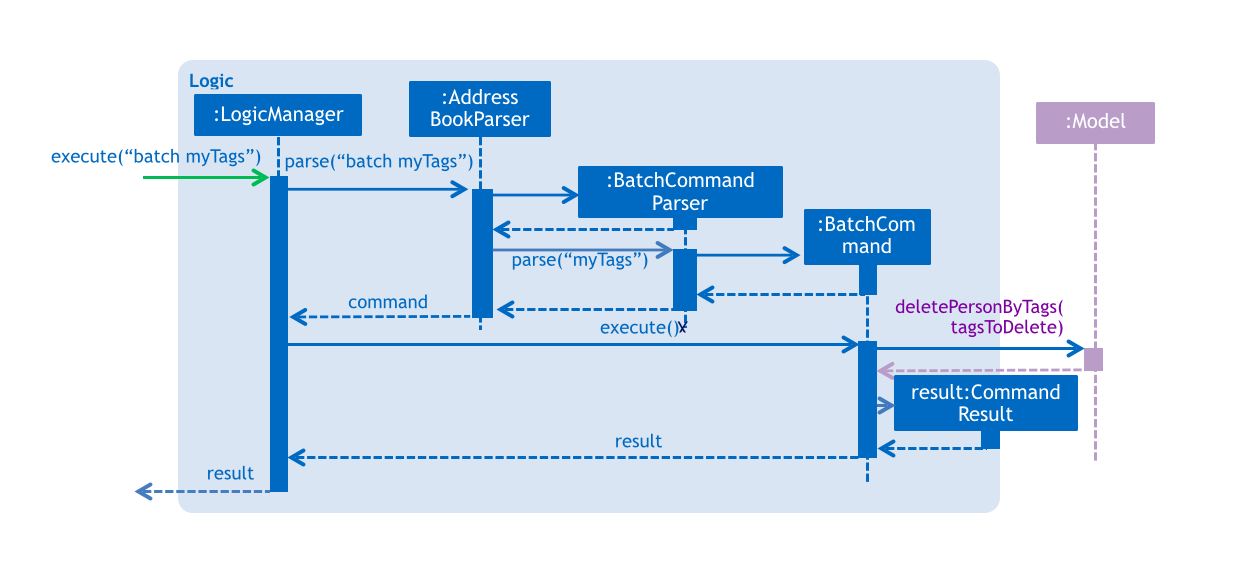 Logic
:LogicManager
:Address
BookParser
:Model
execute(“batch myTags”)
parse(“batch myTags”)
:BatchCommand
Parser
:BatchCom
mand
parse(“myTags”)
command
deletePersonByTags(
tagsToDelete)
execute()
x
result:Command
Result
result
result